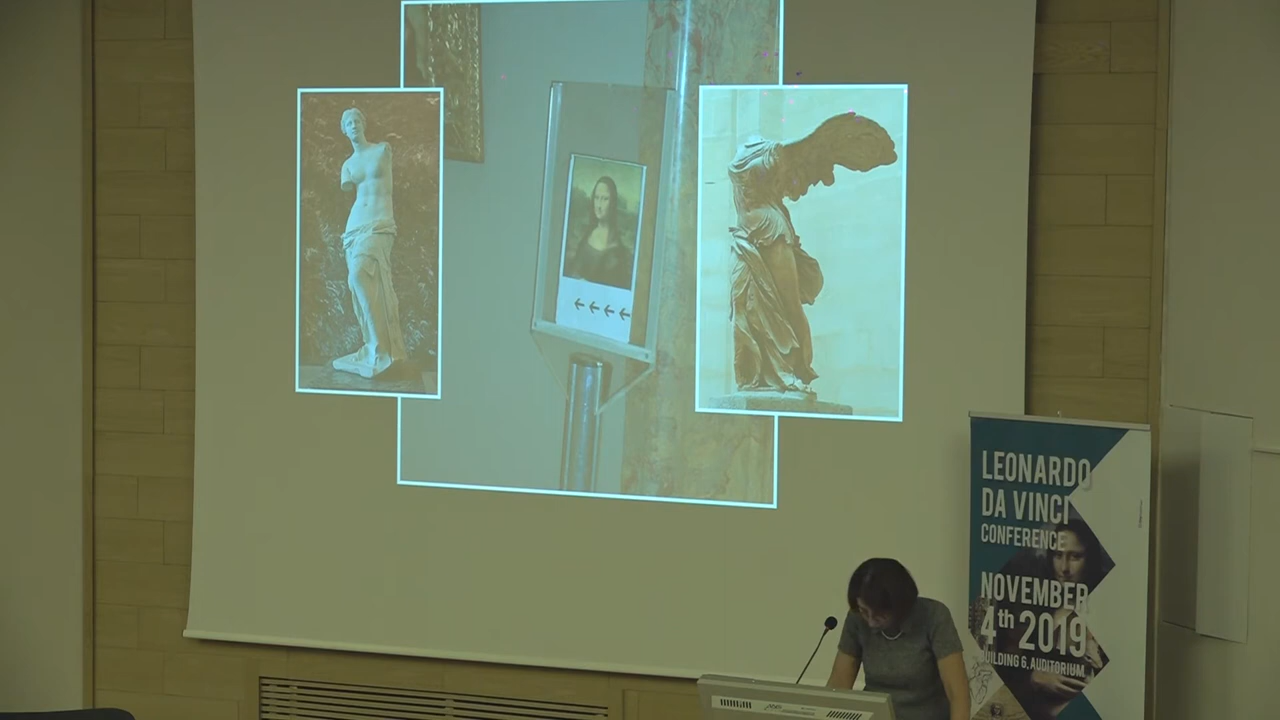 LEONARDO
DA VINCI
CONFERENCE
NOVEMBER
4th 2019
BUILDING 6, AUDITORIUM